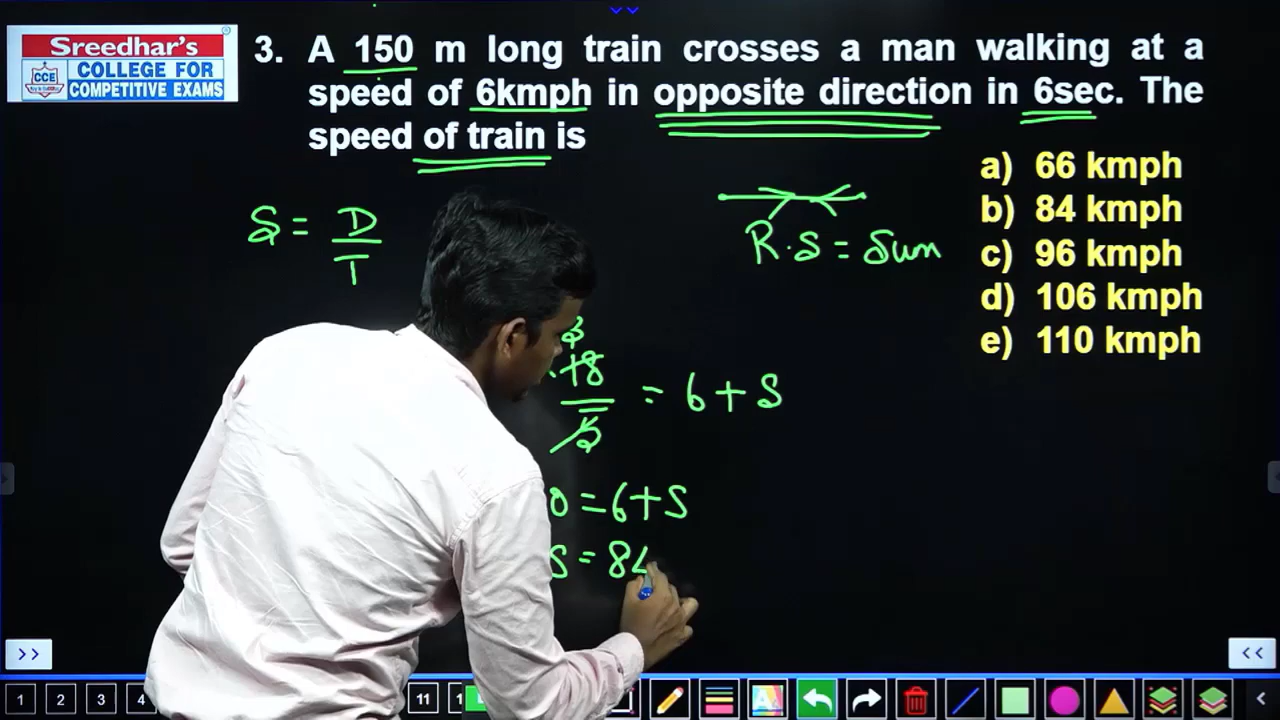 Sreedhar's
CCE
COLLEGE FOR
COMPETITIVE EXAMS
3. A 150 m long train crosses a man walking at a
speed of 6kmph in opposite direction in 6sec. The
speed of train is
a) 66 kmph
b) 84 kmph
c) 96 kmph
d) 106 kmph
e) 110 kmph
S = D
T
R.S = Sum
18
= 6 + S
5
0 = 6 + S
S = 84
>>
<<
1 2 3 4 11 1